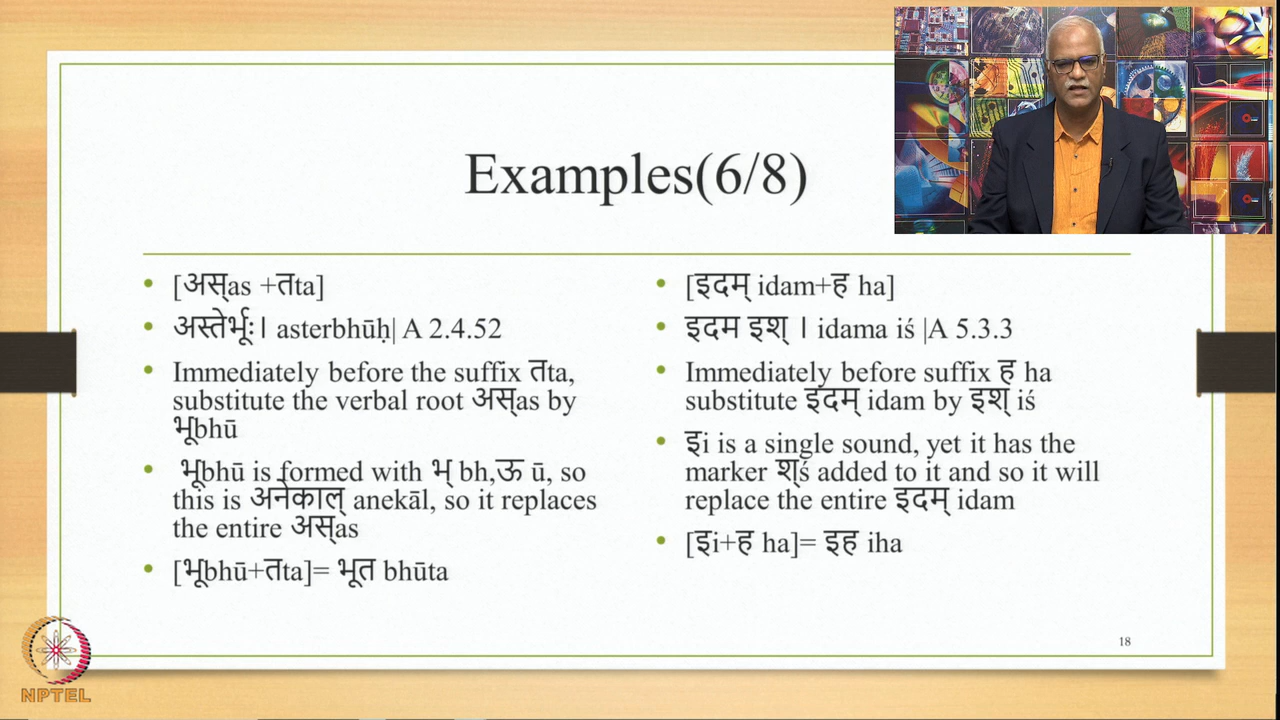 Examples(6/8)
[अस्as +तta]
अस्तेर्भूः। asterbhūḥ| A 2.4.52
Immediately before the suffix तta,
substitute the verbal root अस्as by
भूbhū
भूbhū is formed with भ् bh,ऊ ū, so
this is अनेकाल् anekāl, so it replaces
the entire अस्as
[भूbhū+तta]= भूत bhūta
[इदम् idam+ह ha]
इदम इश् । idama iś |A 5.3.3
Immediately before suffix ह ha
substitute इदम् idam by इश् iś
इi is a single sound, yet it has the
marker श्ś added to it and so it will
replace the entire इदम् idam
[इi+ह ha]= इह iha
18
NPTEL